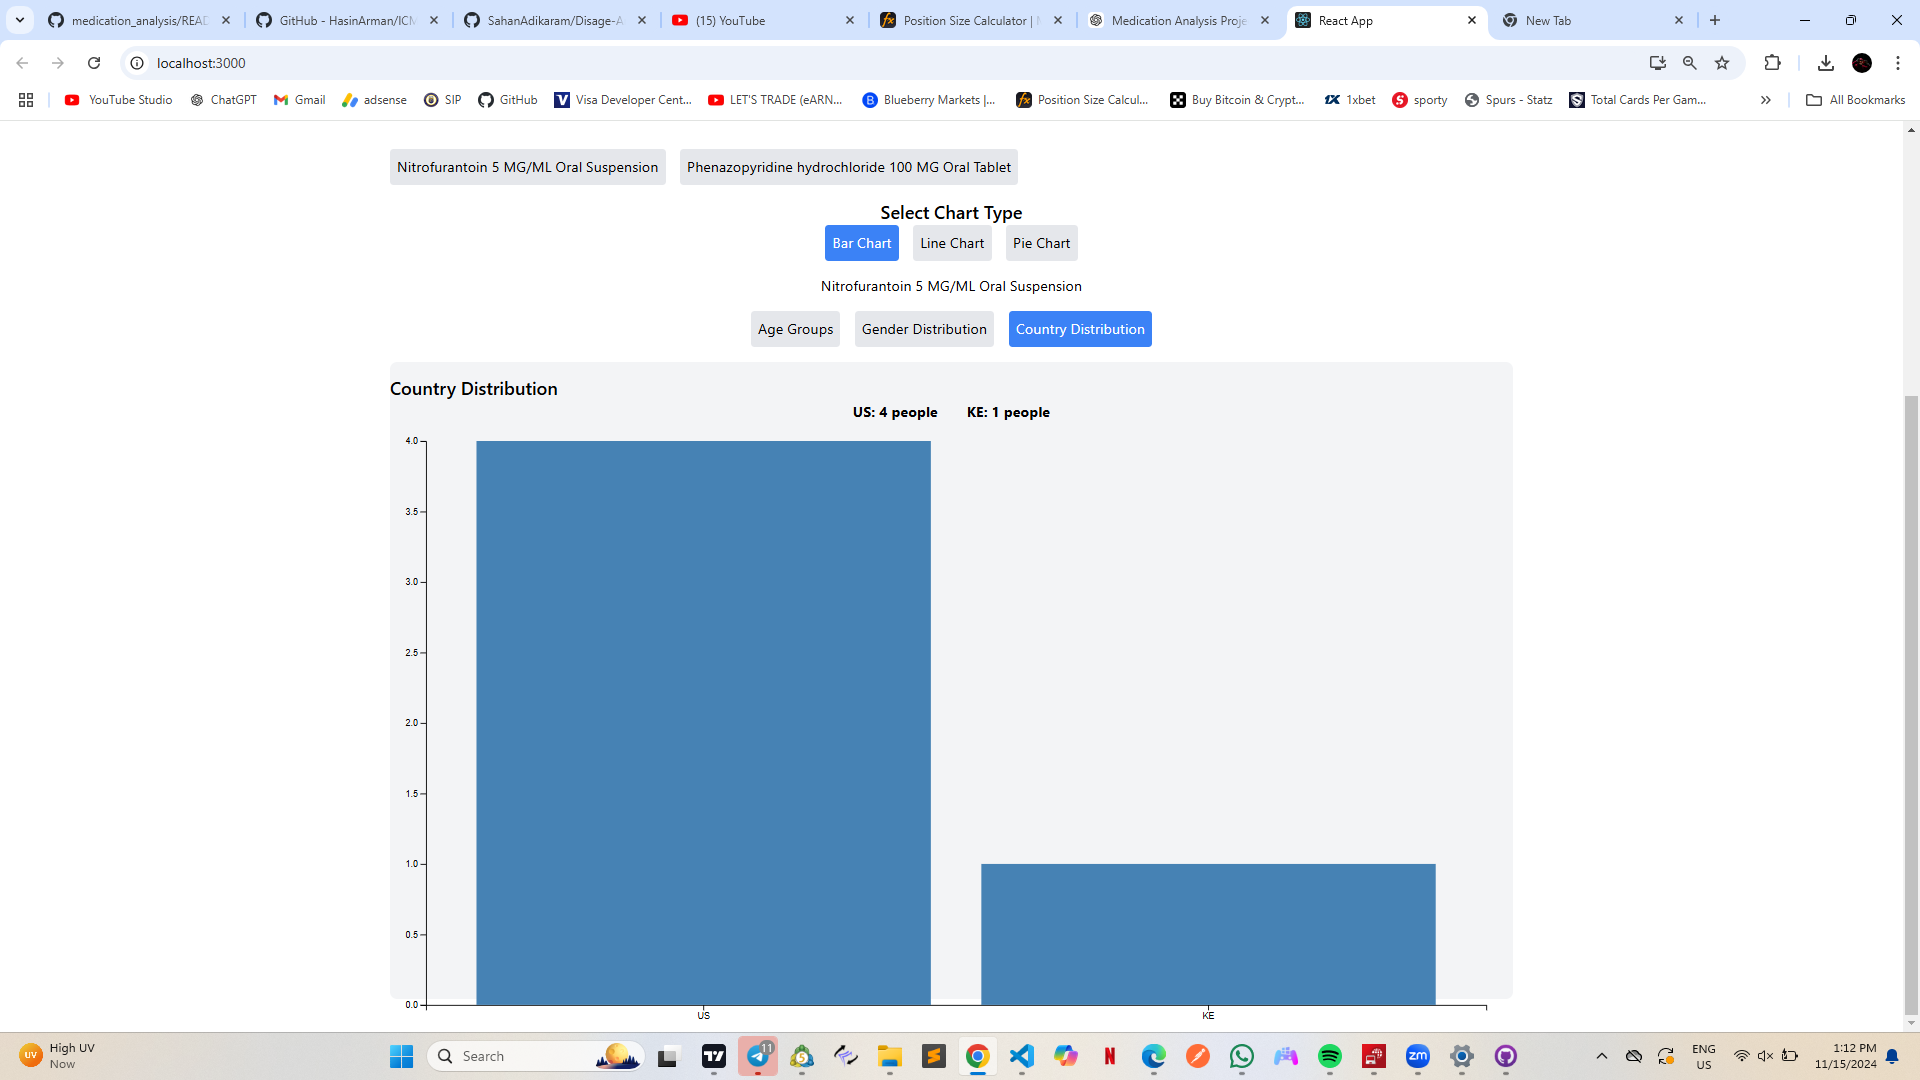 medication_analysis/READ
GitHub - HasinArman/ICM
SahanAdikaram/Disage-A
(15) YouTube
Position Size Calculator | M
Medication Analysis Proje
React App
New Tab
localhost:3000
YouTube Studio
ChatGPT
Gmail
adsense
SIP
GitHub
Visa Developer Cent...
LET'S TRADE (eARN...
Blueberry Markets |...
Position Size Calcul...
Buy Bitcoin & Crypt...
1xbet
sporty
Spurs - Statz
Total Cards Per Gam...
All Bookmarks
Nitrofurantoin 5 MG/ML Oral Suspension
Phenazopyridine hydrochloride 100 MG Oral Tablet
Select Chart Type
Bar Chart
Line Chart
Pie Chart
Nitrofurantoin 5 MG/ML Oral Suspension
Age Groups
Gender Distribution
Country Distribution
Country Distribution
US: 4 people
KE: 1 people
4.0
3.5
3.0
2.5
2.0
1.5
1.0
0.5
0.0
US
KE
UV
High UV
Now
Search
11
zm
ENG
US
1:12 PM
11/15/2024